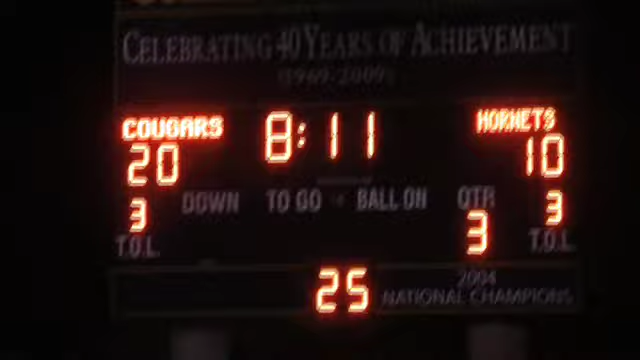 CELEBRATING 40 YEARS OF ACHIEVEMENT
(1969-2009)
COUGARS 8:11 HORNETS
20 10
DOWN TO GO BALL ON QTR
3 3 3
T.O.L. T.O.L.
25 2004
NATIONAL CHAMPIONS